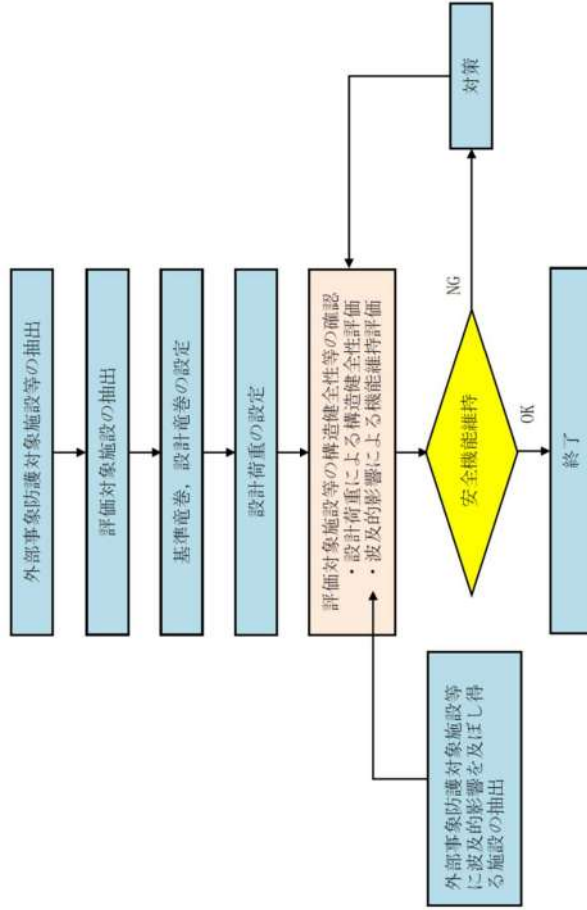 外部事象防護対象施設等の抽出
評価対象施設の抽出
基準竜巻，設計竜巻の設定
設計荷重の設定
評価対象施設等の構造健全性等の確認
・設計荷重による構造健全性評価
・波及的影響による機能維持評価
外部事象防護対象施設等
に波及的影響を及ぼし得
る施設の抽出
安全機能維持
NG
対策
OK
終了